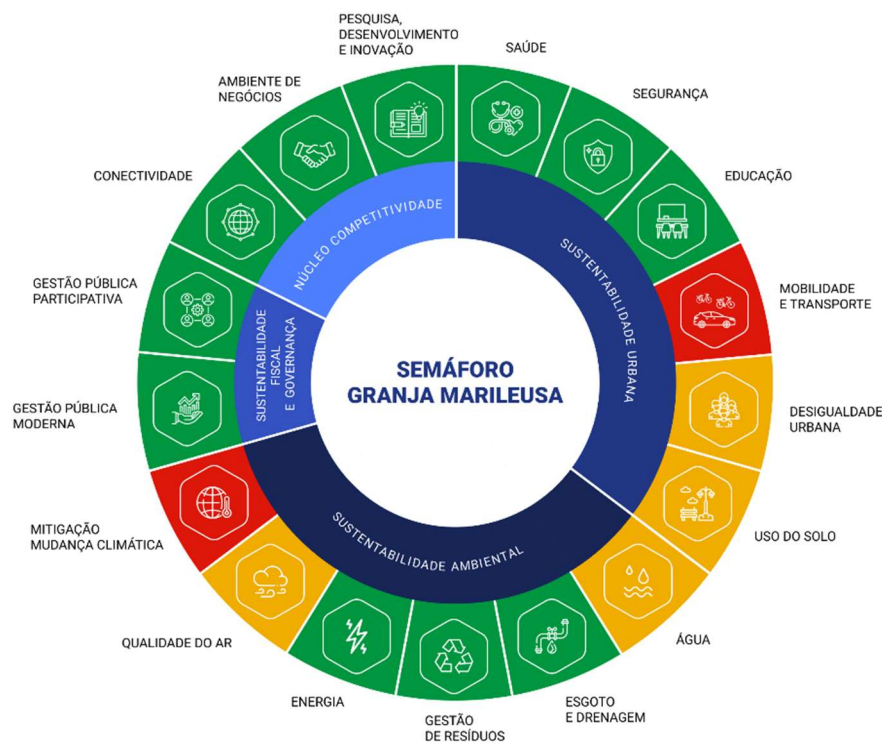 PESQUISA,
DESENVOLVIMENTO
E INOVAÇÃO
SAÚDE
SEGURANÇA
EDUCAÇÃO
MOBILIDADE
E TRANSPORTE
DESIGUALDADE
URBANA
USO DO SOLO
ÁGUA
ESGOTO
E DRENAGEM
GESTÃO
DE RESÍDUOS
ENERGIA
QUALIDADE DO AR
MITIGAÇÃO
MUDANÇA CLIMÁTICA
GESTÃO PÚBLICA
MODERNA
GESTÃO PÚBLICA
PARTICIPATIVA
CONECTIVIDADE
AMBIENTE DE
NEGÓCIOS
NÚCLEO COMPETITIVIDADE
SUSTENTABILIDADE URBANA
SUSTENTABILIDADE AMBIENTAL
SUSTENTABILIDADE
FISCAL
E GOVERNANÇA
SEMÁFORO
GRANJA MARILEUSA